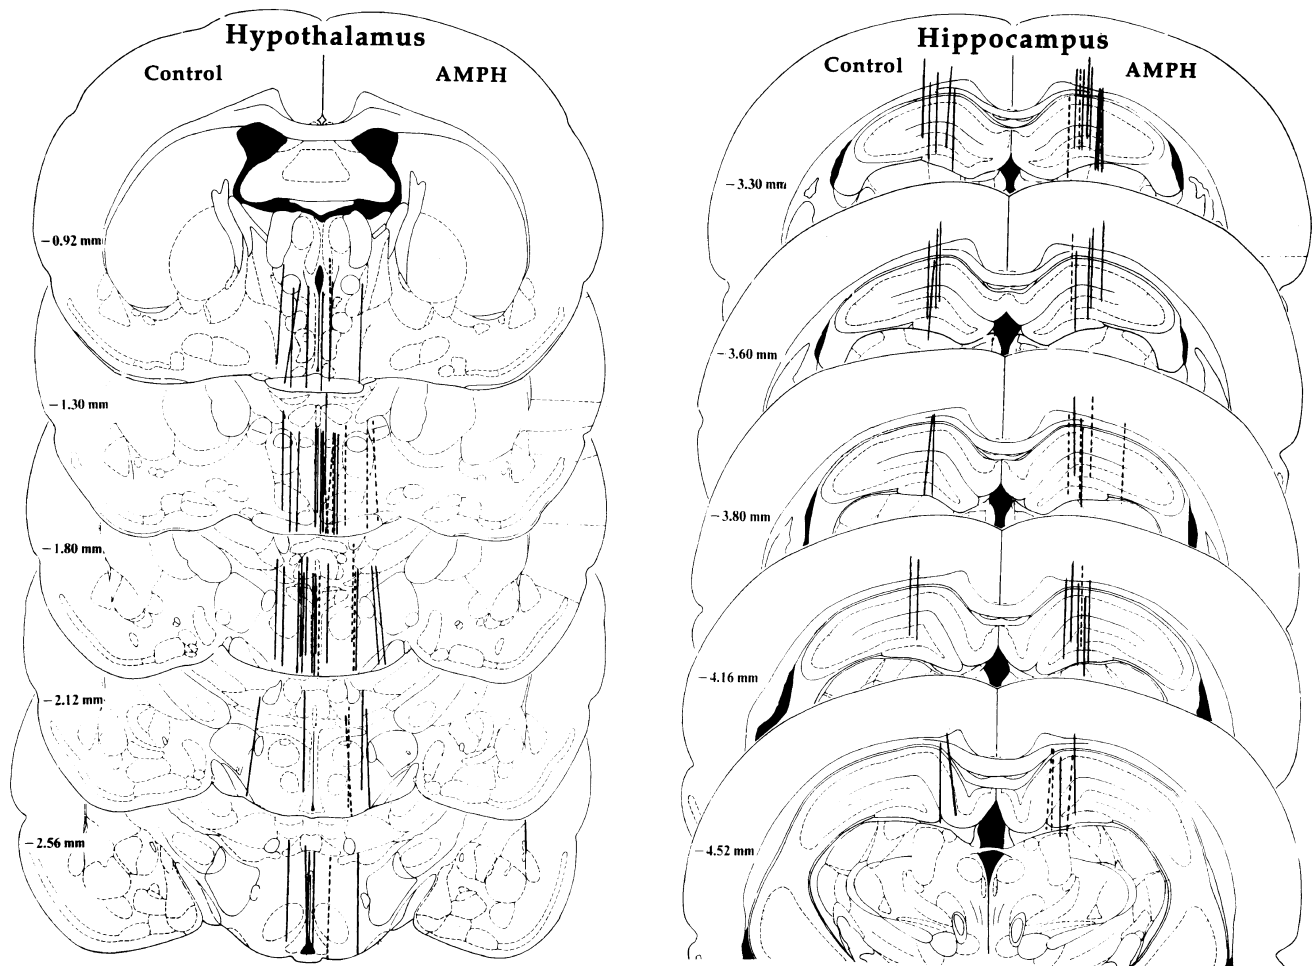 Hypothalamus
Control
AMPH
−0.92 mm
−1.30 mm
−1.80 mm
−2.12 mm
−2.56 mm
Hippocampus
Control
AMPH
−3.30 mm
−3.60 mm
−3.80 mm
−4.16 mm
−4.52 mm